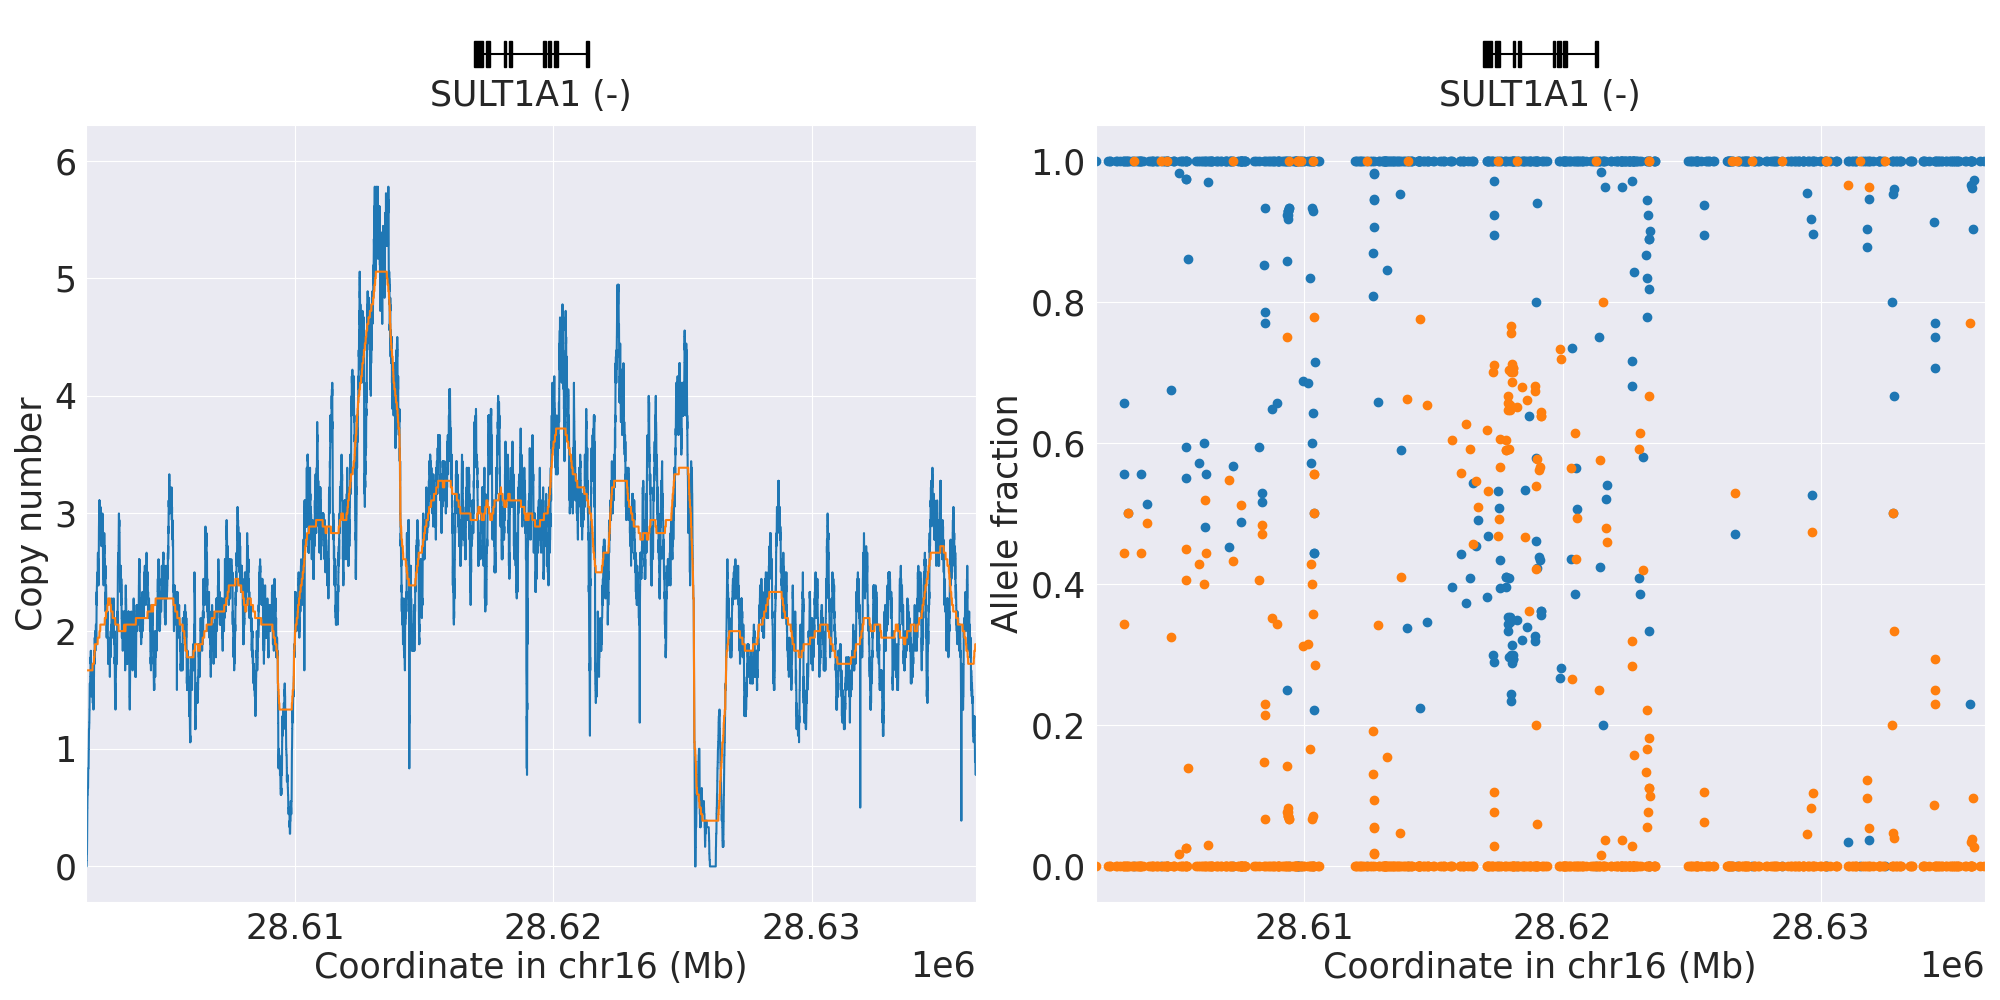 SULT1A1 (-)
6
5
4
3
2
1
0
Copy number
28.61
28.62
28.63
Coordinate in chr16 (Mb)
1e6
SULT1A1 (-)
1.0
0.8
0.6
0.4
0.2
0.0
Allele fraction
28.61
28.62
28.63
Coordinate in chr16 (Mb)
1e6